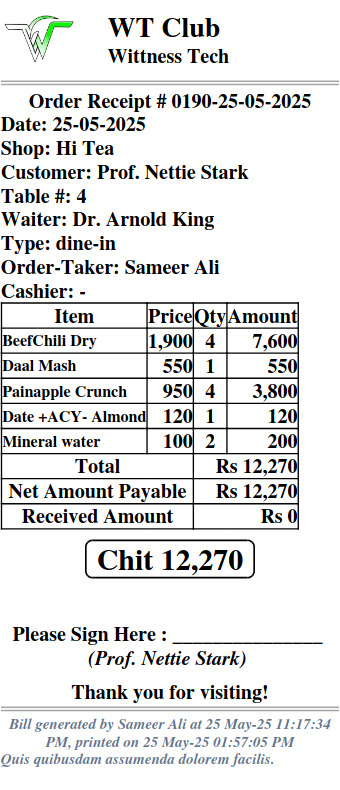 WT Club
Wittness Tech
Order Receipt # 0190-25-05-2025
Date: 25-05-2025
Shop: Hi Tea
Customer: Prof. Nettie Stark
Table #: 4
Waiter: Dr. Arnold King
Type: dine-in
Order-Taker: Sameer Ali
Cashier: -
Item Price Qty Amount
BeefChili Dry 1,900 4 7,600
Daal Mash 550 1 550
Painapple Crunch 950 4 3,800
Date +ACY- Almond 120 1 120
Mineral water 100 2 200
Total Rs 12,270
Net Amount Payable Rs 12,270
Received Amount Rs 0
Chit 12,270
Please Sign Here : _______________
(Prof. Nettie Stark)
Thank you for visiting!
Bill generated by Sameer Ali at 25 May-25 11:17:34
PM, printed on 25 May-25 01:57:05 PM
Quis quibusdam assumenda dolorem facilis.